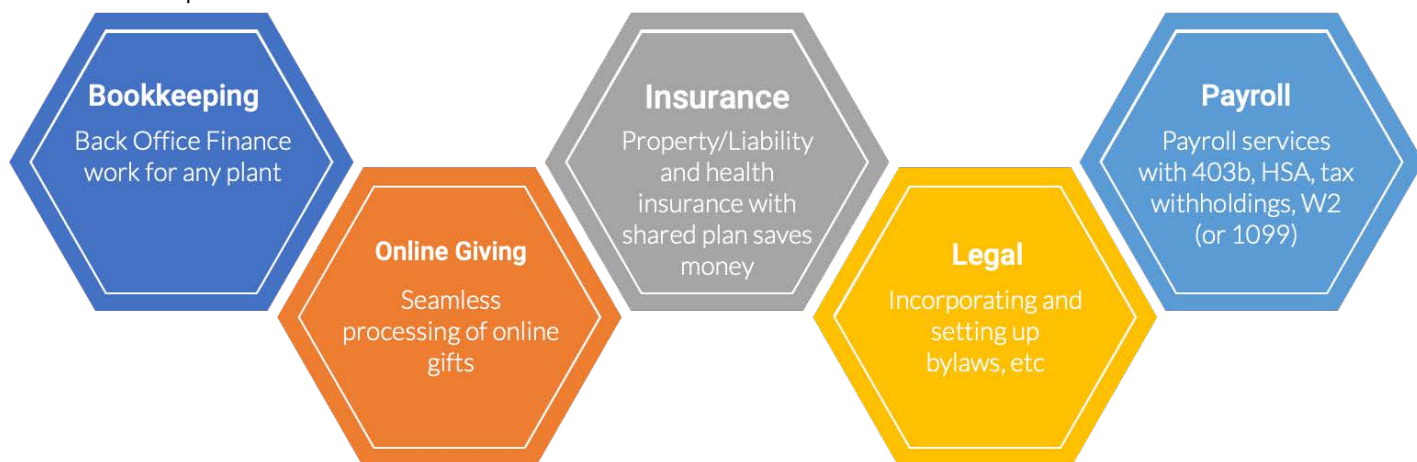 Bookkeeping
Back Office Finance
work for any plant
Online Giving
Seamless
processing of online
gifts
Insurance
Property/Liability
and health
insurance with
shared plan saves
money
Legal
Incorporating and
setting up
bylaws, etc
Payroll
Payroll services
with 403b, HSA, tax
withholdings, W2
(or 1099)